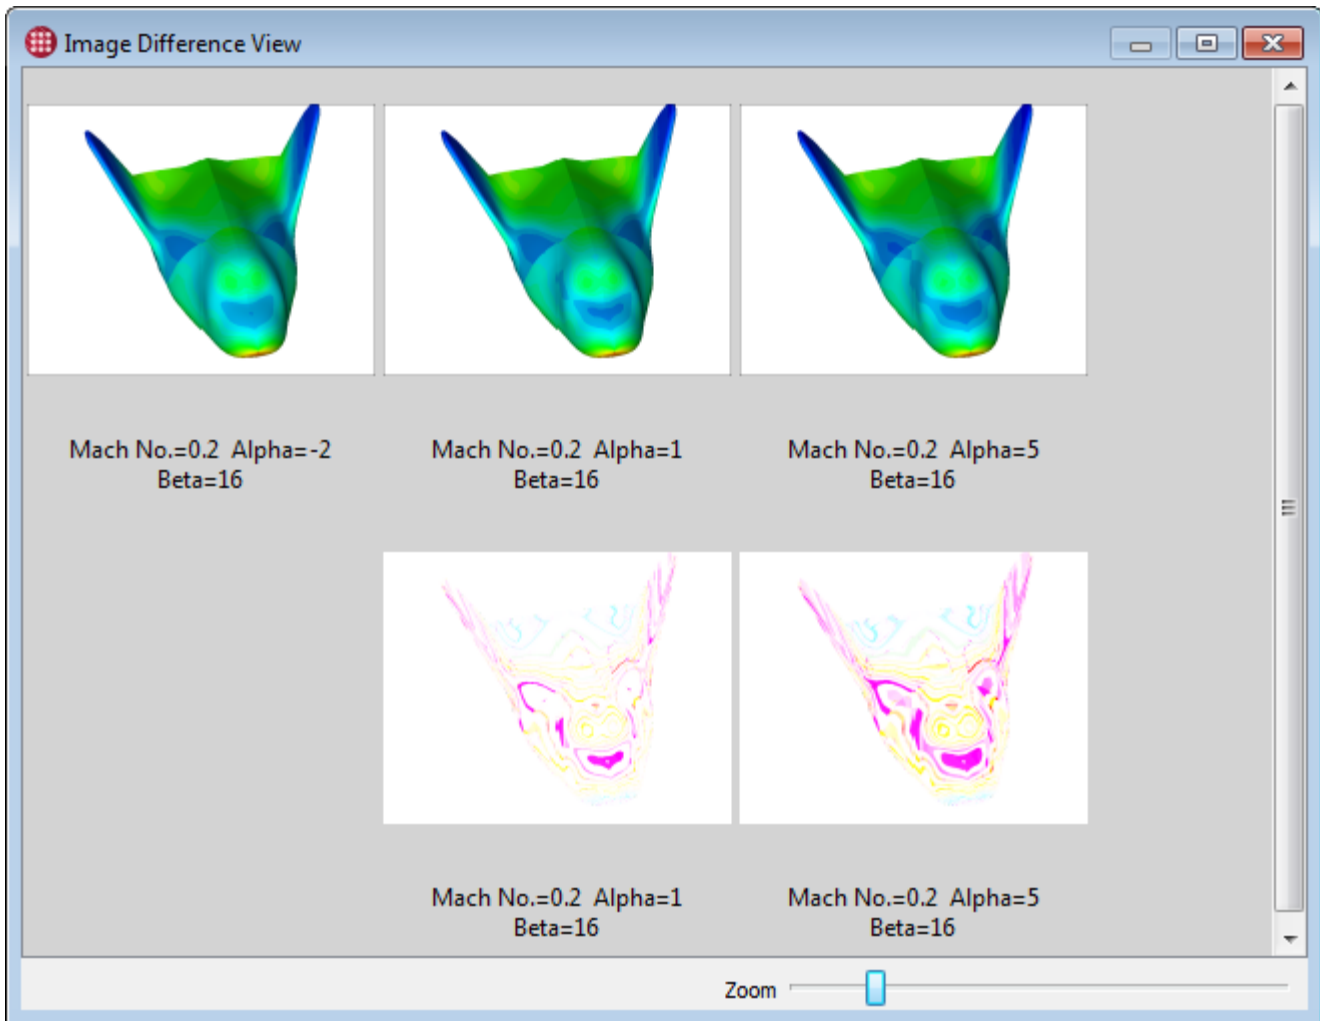 Image Difference View
Mach No.=0.2 Alpha=-2
Beta=16
Mach No.=0.2 Alpha=1
Beta=16
Mach No.=0.2 Alpha=5
Beta=16
Mach No.=0.2 Alpha=1
Beta=16
Mach No.=0.2 Alpha=5
Beta=16
Zoom